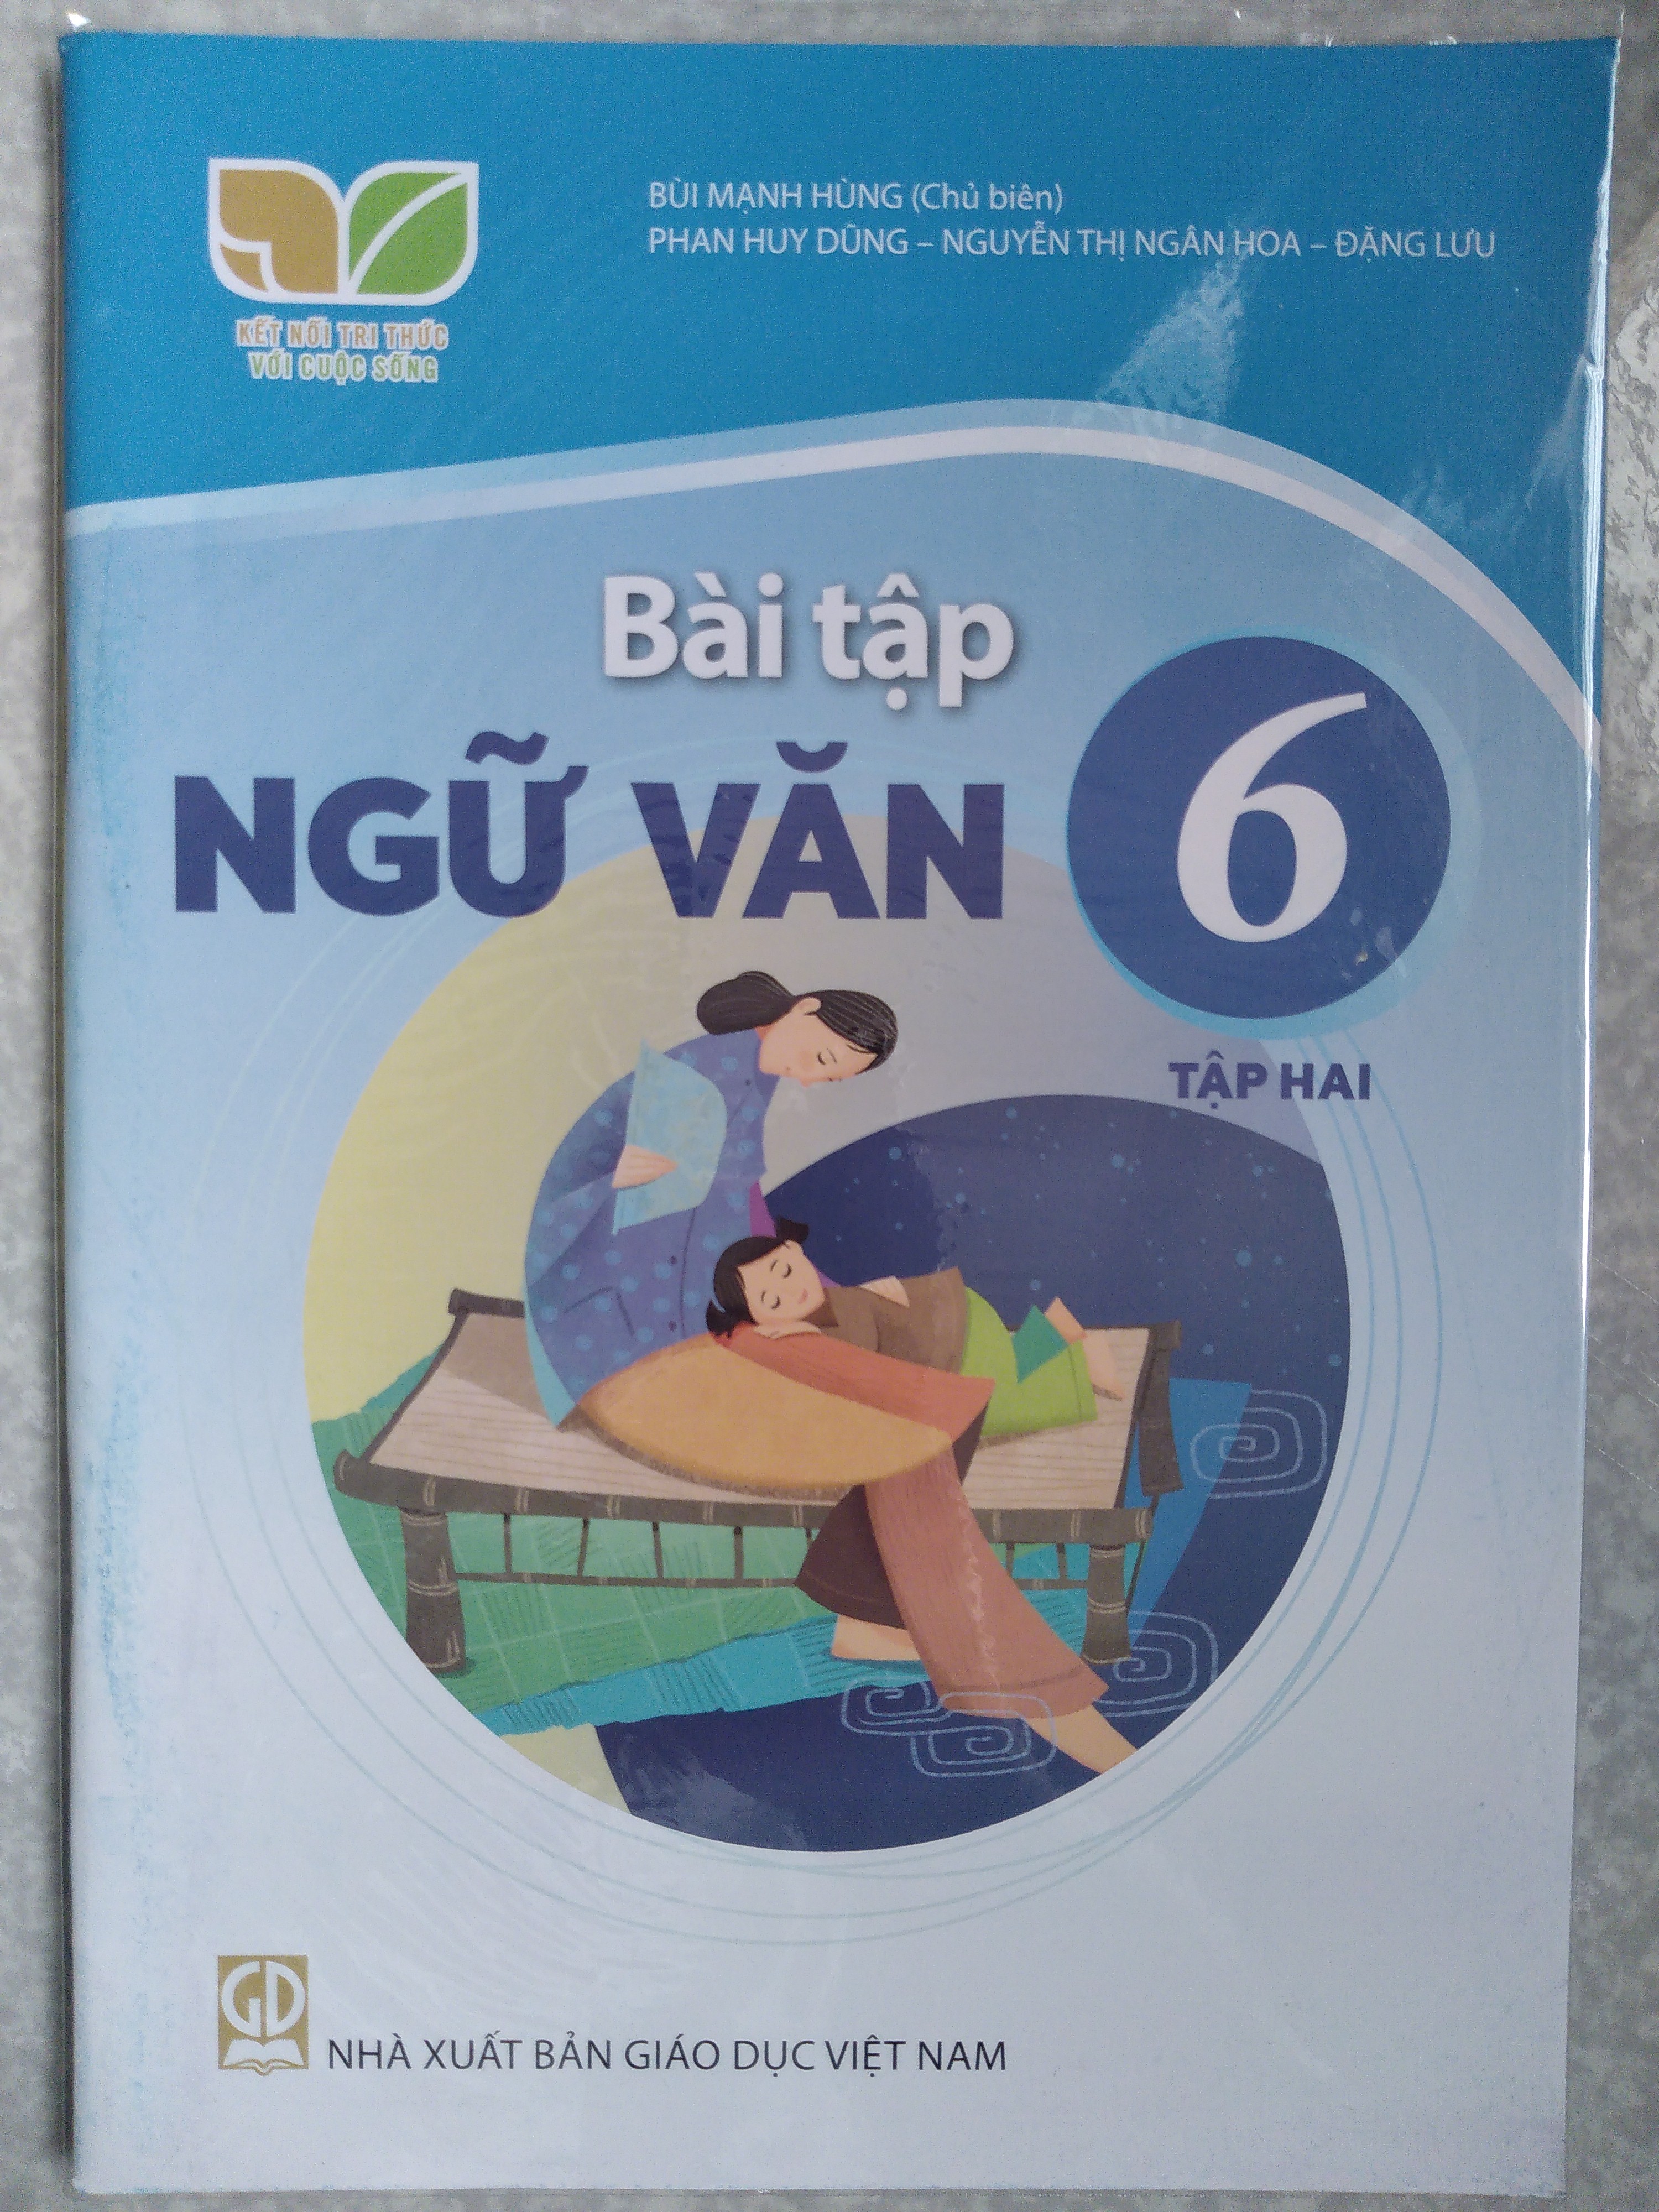 BÙI MẠNH HÙNG (Chủ biên)
PHAN HUY DŨNG – NGUYỄN THỊ NGÂN HOA – ĐẶNG LƯU
KẾT NỐI TRI THỨC
VỚI CUỘC SỐNG
Bài tập
NGỮ VĂN 6
TẬP HAI
GD
NHÀ XUẤT BẢN GIÁO DỤC VIỆT NAM